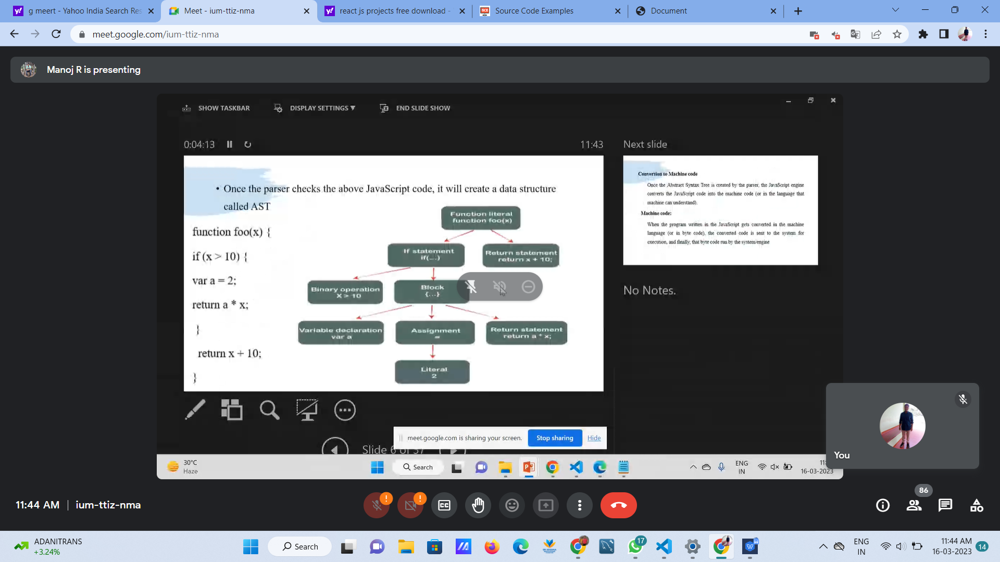 g meert - Yahoo India Search Res
Meet - ium-ttiz-nma
react js projects free download -
Source Code Examples
Document
meet.google.com/ium-ttiz-nma
Manoj R is presenting
SHOW TASKBAR
DISPLAY SETTINGS ▼
END SLIDE SHOW
0:04:13
11:43
Next slide
• Once the parser checks the above JavaScript code, it will create a data structure
called AST
function foo(x) {
if (x > 10) {
var a = 2;
return a * x;
}
return x + 10;
}
Function literal
function foo(x)
If statement
if(...)
Return statement
return x + 10;
Binary operation
X > 10
Block
{...}
Variable declaration
var a
Assignment
=
Return statement
return a * x;
Literal
2
Conversion to Machine code
Once the Abstract Syntax Tree is created by the parser, the JavaScript engine
converts the JavaScript code into the machine code (or in the language that
machine can understand).
Machine code:
When the program written in the JavaScript gets converted in the machine
language (or in byte code), the converted code is sent to the system for
execution, and finally, that byte code run by the system/engine
No Notes.
meet.google.com is sharing your screen.
Stop sharing
Hide
Slide 6 of 37
30°C
Haze
Search
ENG
IN
16-03-2023
You
11:44 AM | ium-ttiz-nma
86
ADANITRANS
+3.24%
Search
17
ENG
IN
11:44 AM
16-03-2023
14